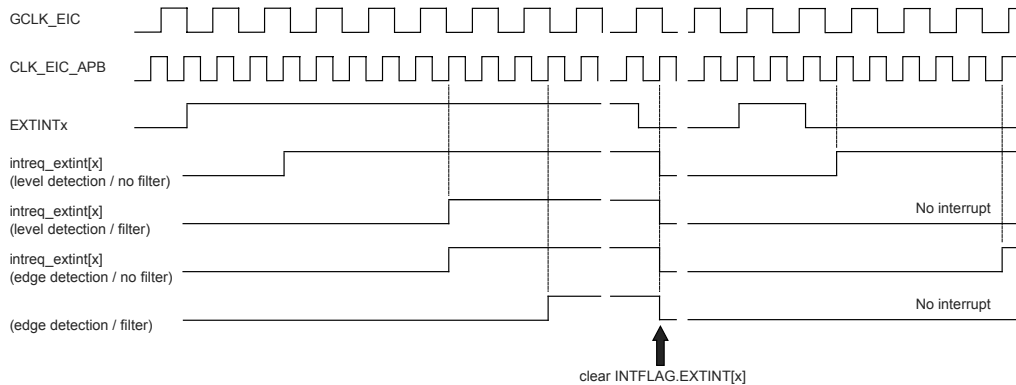 GCLK_EIC
CLK_EIC_APB
EXTINTx
intreq_extint[x]
(level detection / no filter)
intreq_extint[x]
(level detection / filter)
No interrupt
intreq_extint[x]
(edge detection / no filter)
(edge detection / filter)
No interrupt
clear INTFLAG.EXTINT[x]